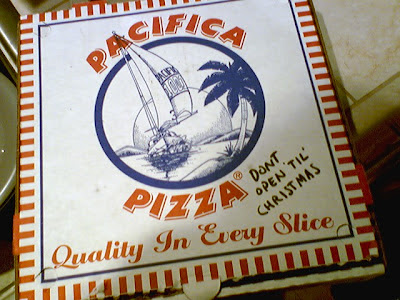 PACIFICA
PIZZA®
DONT
OPEN 'TIL'
CHRISTMAS
Quality In Every Slice